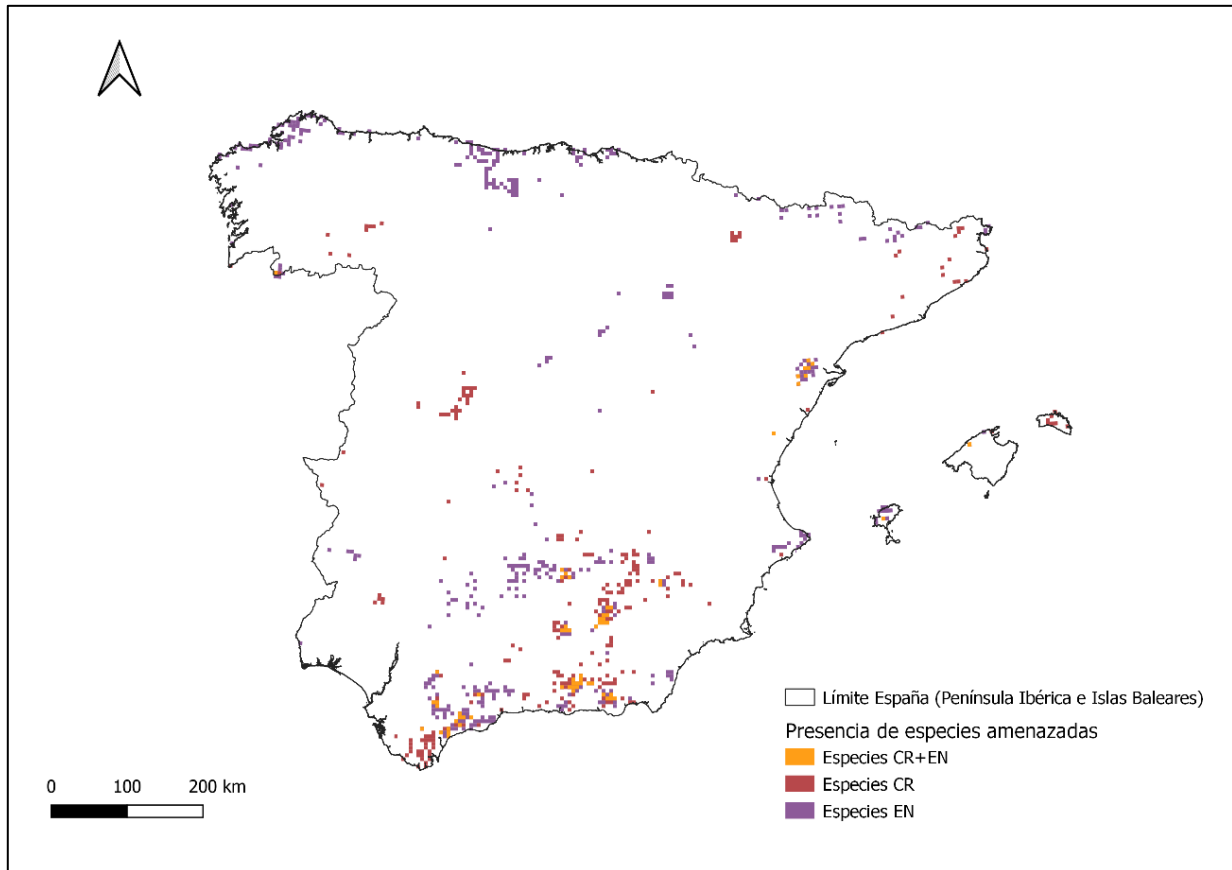 Límite España (Península Ibérica e Islas Baleares)
Presencia de especies amenazadas
Especies CR+EN
Especies CR
Especies EN
0 100 200 km